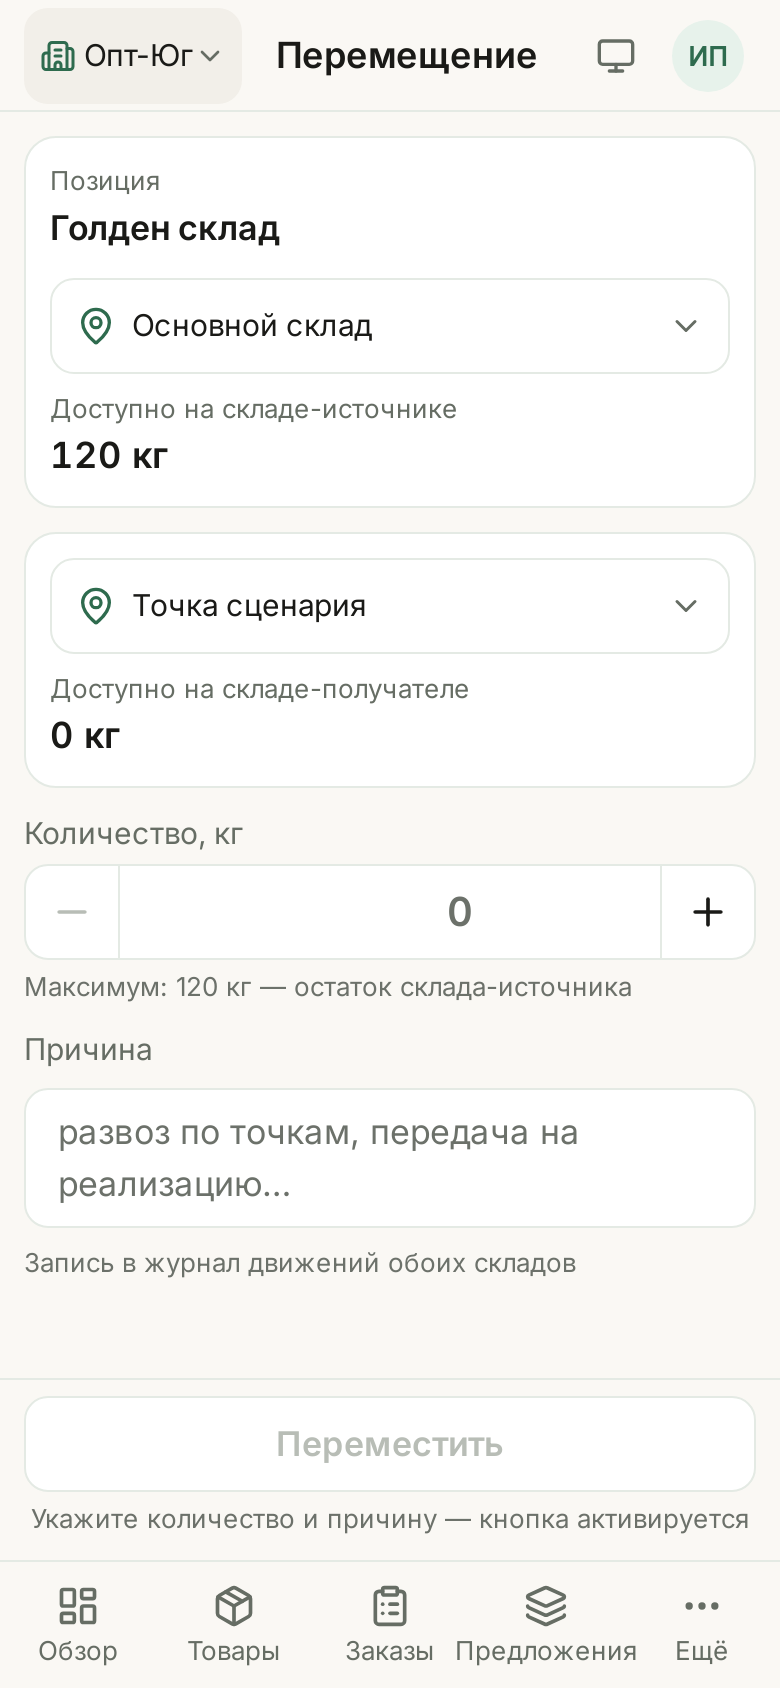 Опт-Юг
Перемещение
ИП
Позиция
Голден склад
Основной склад
Доступно на складе-источнике
120 кг
Точка сценария
Доступно на складе-получателе
0 кг
Количество, кг
0
Максимум: 120 кг — остаток склада-источника
Причина
развоз по точкам, передача на
реализацию...
Запись в журнал движений обоих складов
Переместить
Укажите количество и причину — кнопка активируется
Обзор
Товары
Заказы
Предложения
Ещё